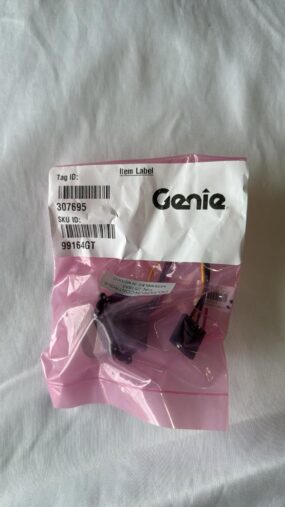 Item Label
Tag ID:
307695
Genie
SKU ID:
99164GT